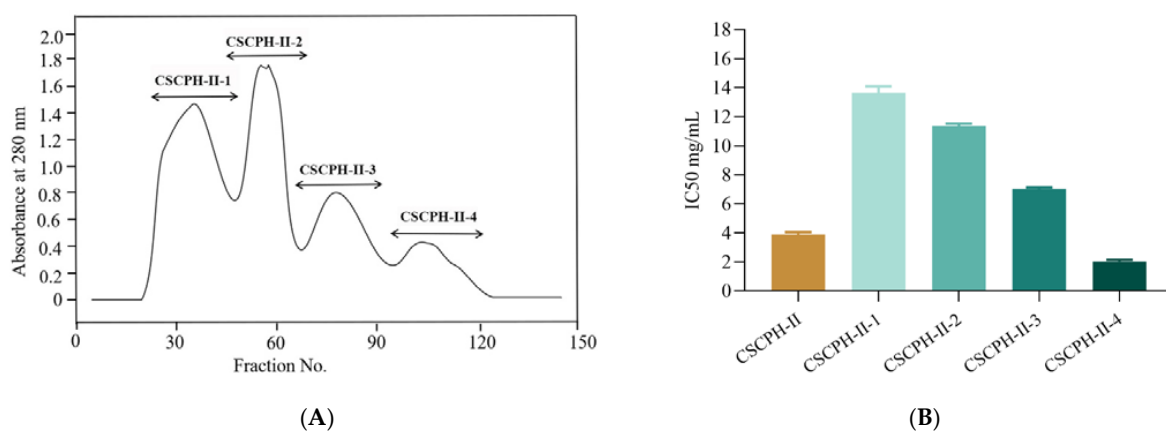 2.0
1.8
1.6
1.4
1.2
1.0
0.8
0.6
0.4
0.2
0
Absorbance at 280 nm
CSCPH-II-1
CSCPH-II-2
CSCPH-II-3
CSCPH-II-4
0 30 60 90 120 150
Fraction No.
(A)
18
16
14
12
10
8
6
4
2
0
IC50 mg/mL
CSCPH-II
CSCPH-II-1
CSCPH-II-2
CSCPH-II-3
CSCPH-II-4
(B)